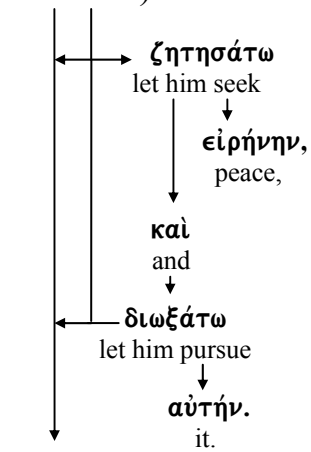 ζητησάτω
let him seek
εἰρήνην,
peace,
καὶ
and
διωξάτω
let him pursue
αὐτήν.
it.